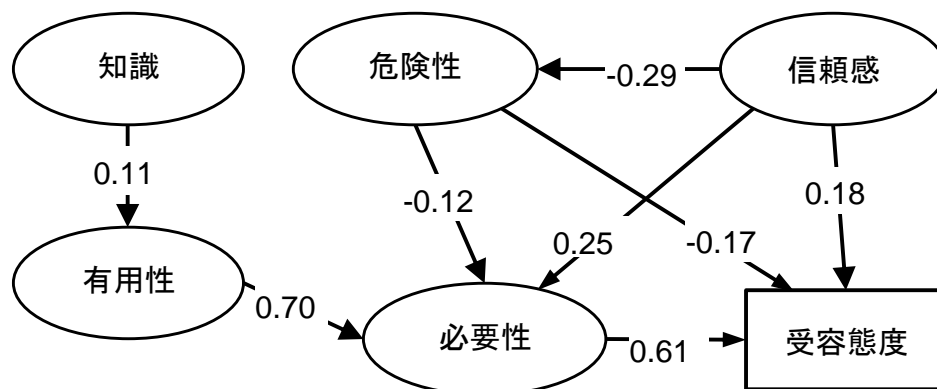 知識
危険性
信頼感
-0.29
0.11
-0.12
0.18
0.25
-0.17
有用性
0.70
必要性
0.61
受容態度